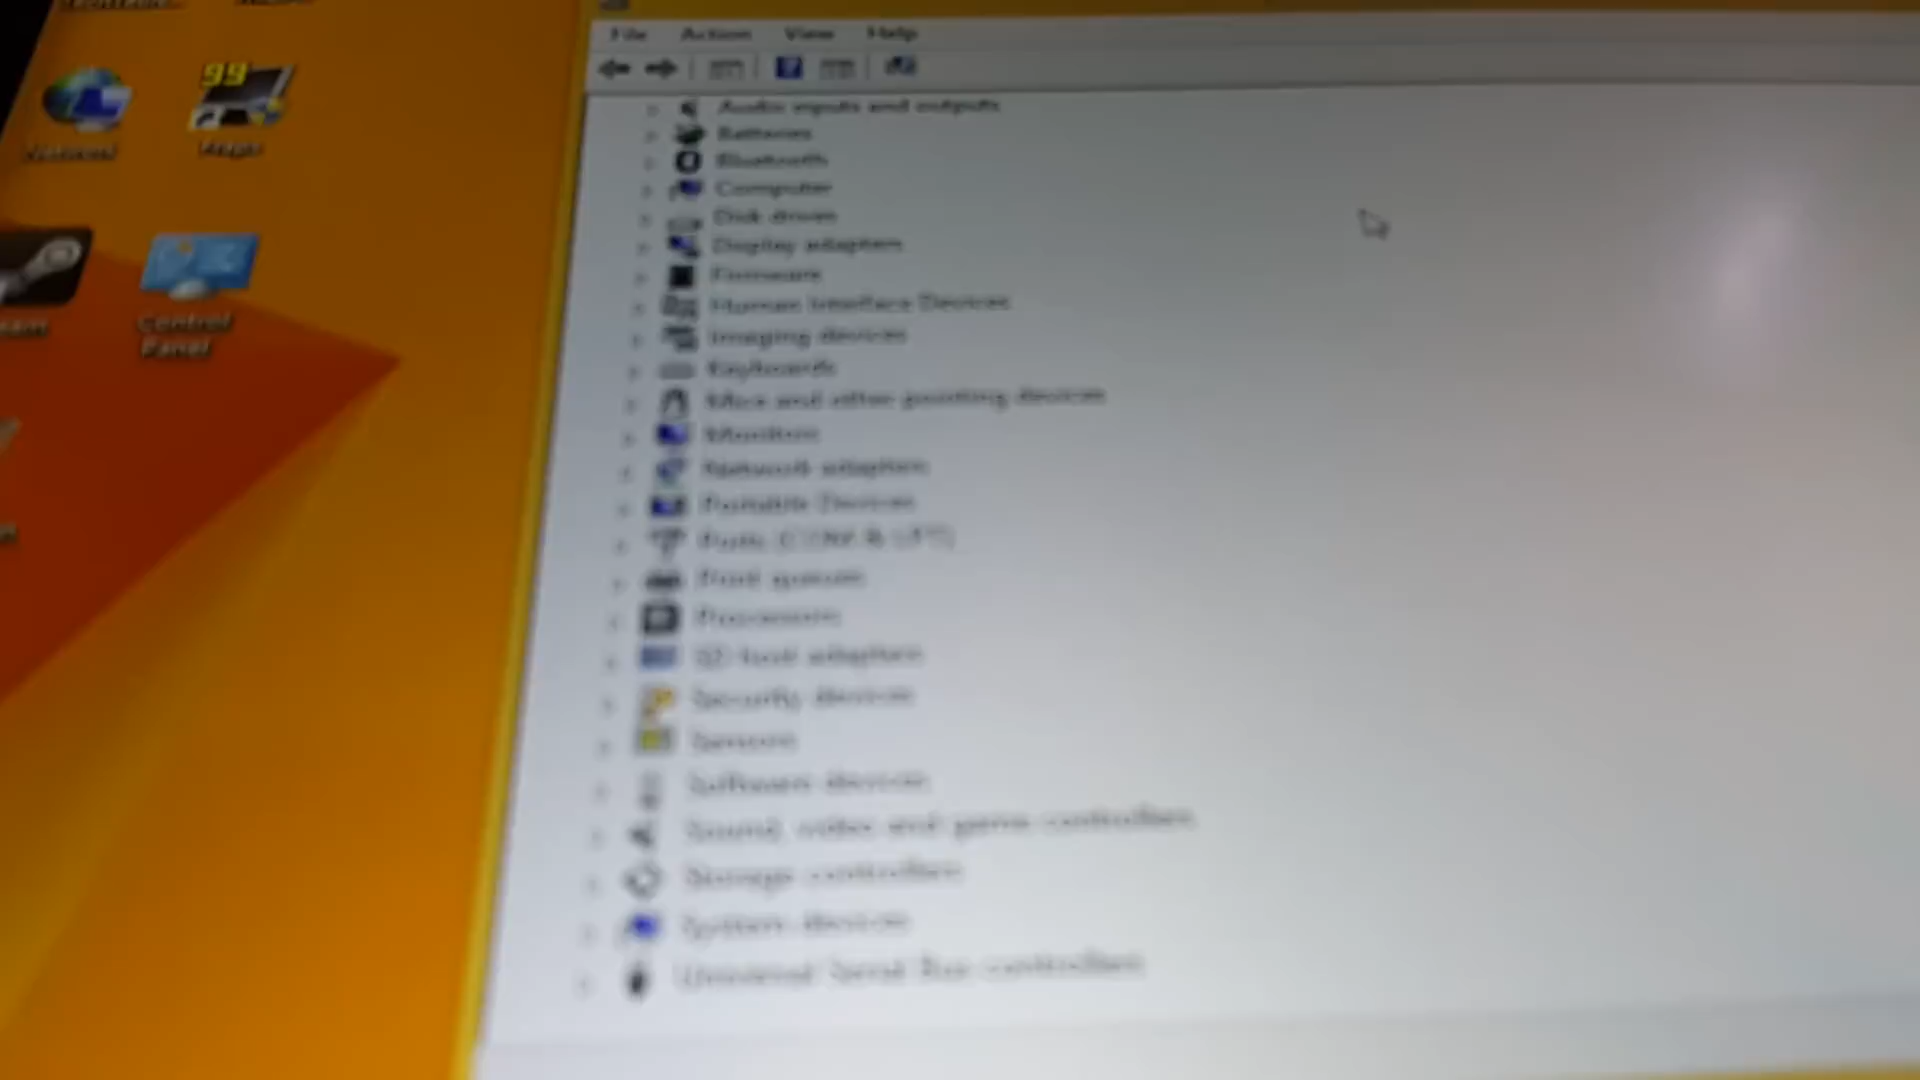 File Action View Help
Network
99
Fraps
Control
Panel
Audio inputs and outputs
Batteries
Bluetooth
Computer
Disk drives
Display adapters
Firmware
Human Interface Devices
Imaging devices
Keyboards
Mice and other pointing devices
Monitors
Network adapters
Portable Devices
Ports (COM & LPT)
Print queues
Processors
SD host adapters
Security devices
Sensors
Software devices
Sound, video and game controllers
Storage controllers
System devices
Universal Serial Bus controllers